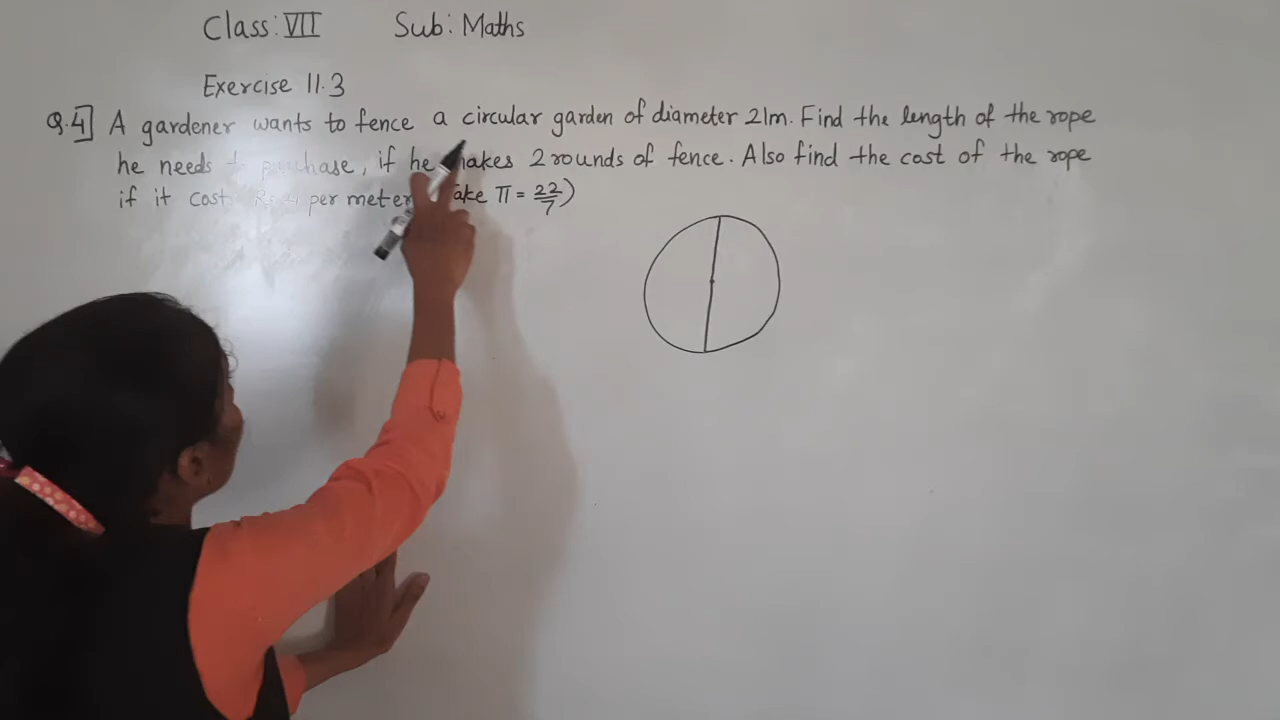 Class: VII Sub: Maths
Exercise 11.3
Q.4] A gardener wants to fence a circular garden of diameter 21m. Find the length of the rope
he needs to purchase, if he makes 2 rounds of fence. Also find the cost of the rope
if it cost Rs 4 per meter ake π = 22/7)